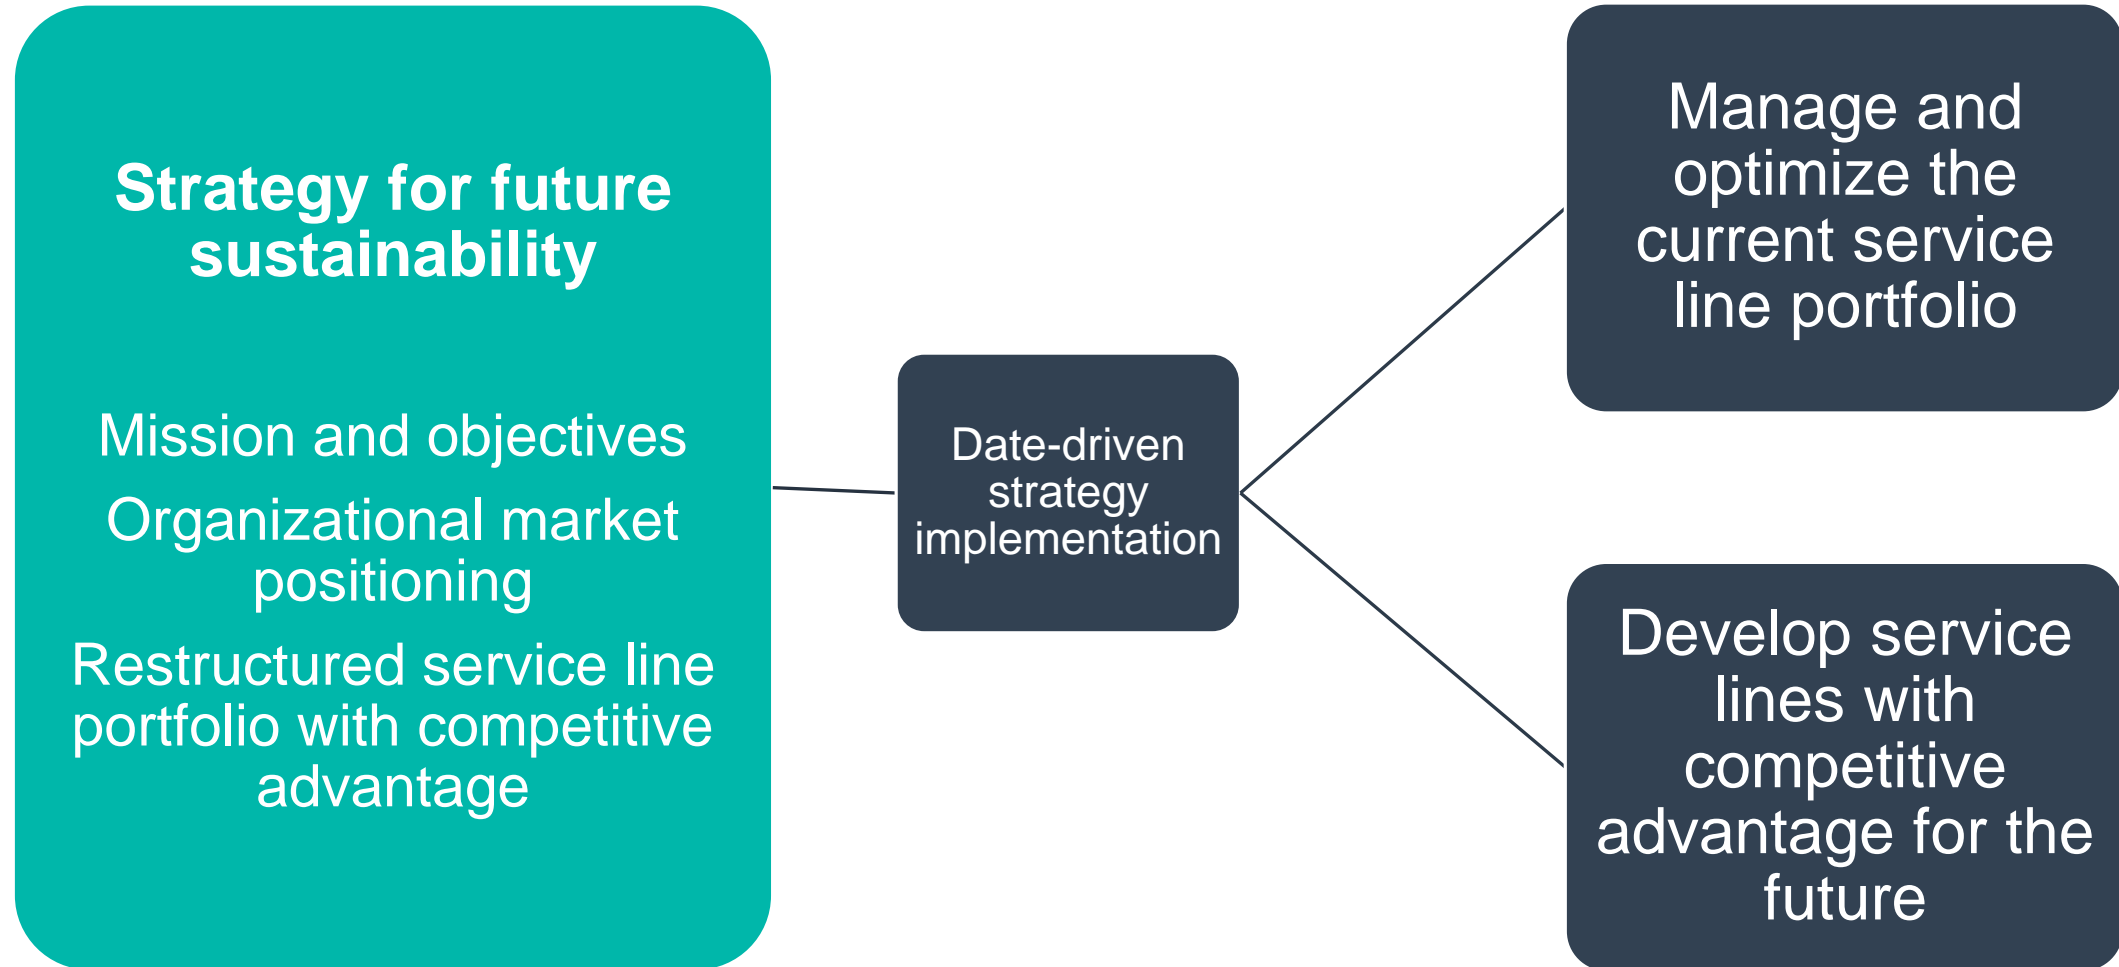 Strategy for future
sustainability
Mission and objectives
Organizational market
positioning
Restructured service line
portfolio with competitive
advantage
Date-driven
strategy
implementation
Manage and
optimize the
current service
line portfolio
Develop service
lines with
competitive
advantage for the
future